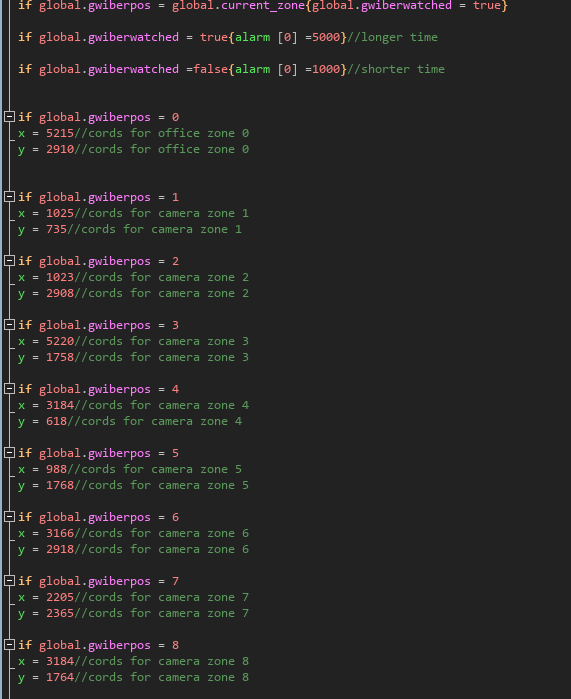 if global.gwiberpos = global.current_zone{global.gwiberwatched = true}
if global.gwiberwatched = true{alarm [0] =5000}//longer time
if global.gwiberwatched =false{alarm [0] =1000}//shorter time
if global.gwiberpos = 0
x = 5215//cords for office zone 0
y = 2910//cords for office zone 0
if global.gwiberpos = 1
x = 1025//cords for camera zone 1
y = 735//cords for camera zone 1
if global.gwiberpos = 2
x = 1023//cords for camera zone 2
y = 2908//cords for camera zone 2
if global.gwiberpos = 3
x = 5220//cords for camera zone 3
y = 1758//cords for camera zone 3
if global.gwiberpos = 4
x = 3184//cords for camera zone 4
y = 618//cords for camera zone 4
if global.gwiberpos = 5
x = 988//cords for camera zone 5
y = 1768//cords for camera zone 5
if global.gwiberpos = 6
x = 3166//cords for camera zone 6
y = 2918//cords for camera zone 6
if global.gwiberpos = 7
x = 2205//cords for camera zone 7
y = 2365//cords for camera zone 7
if global.gwiberpos = 8
x = 3184//cords for camera zone 8
y = 1764//cords for camera zone 8